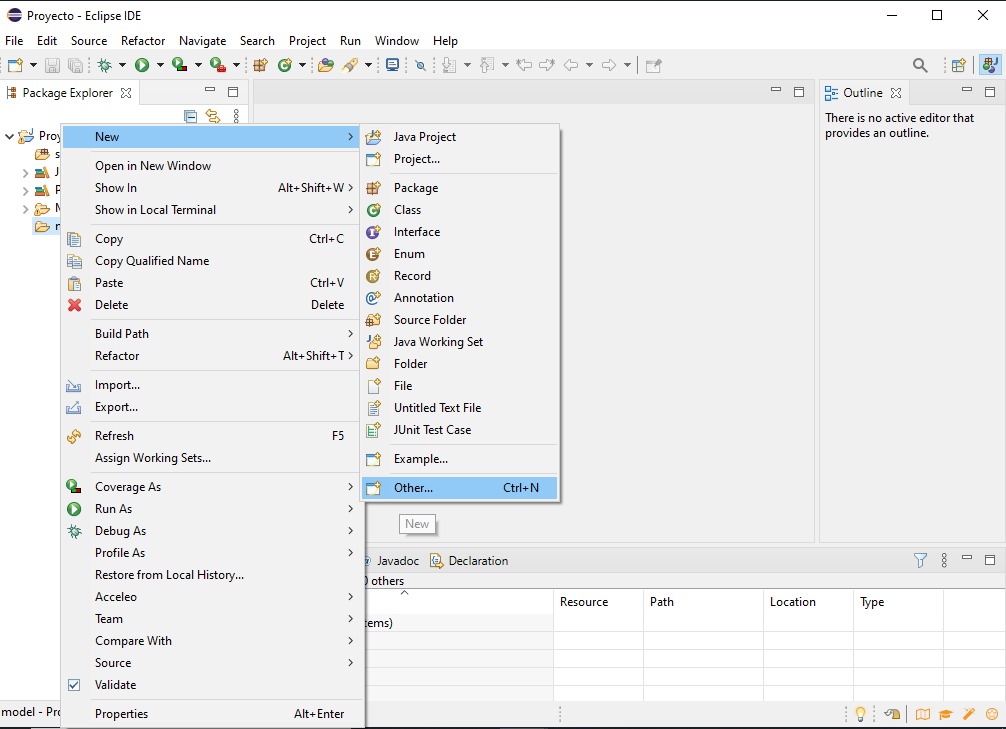 Proyecto - Eclipse IDE
File Edit Source Refactor Navigate Search Project Run Window Help
Package Explorer
Outline
There is no active editor that
provides an outline.
New
Open in New Window
Show In Alt+Shift+W >
Show in Local Terminal
Copy Ctrl+C
Copy Qualified Name
Paste Ctrl+V
Delete Delete
Build Path
Refactor Alt+Shift+T >
Import...
Export...
Refresh F5
Assign Working Sets...
Coverage As
Run As
Debug As
Profile As
Restore from Local History...
Acceleo
Team
Compare With
Source
Validate
Properties Alt+Enter
Java Project
Project...
Package
Class
Interface
Enum
Record
Annotation
Source Folder
Java Working Set
Folder
File
Untitled Text File
JUnit Test Case
Example...
Other... Ctrl+N
New
Javadoc Declaration
0 others
Resource Path Location Type
tems)
model - Pro